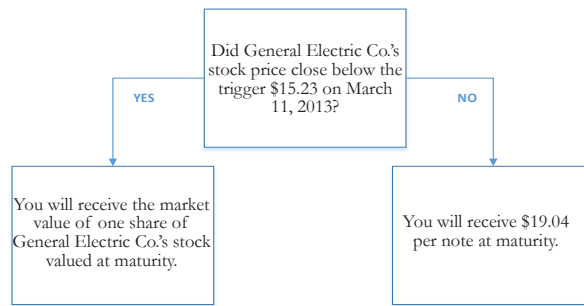 Did General Electric Co.'s
stock price close below the
trigger $15.23 on March
11, 2013?
YES
NO
You will receive the market
value of one share of
General Electric Co.'s stock
valued at maturity.
You will receive $19.04
per note at maturity.